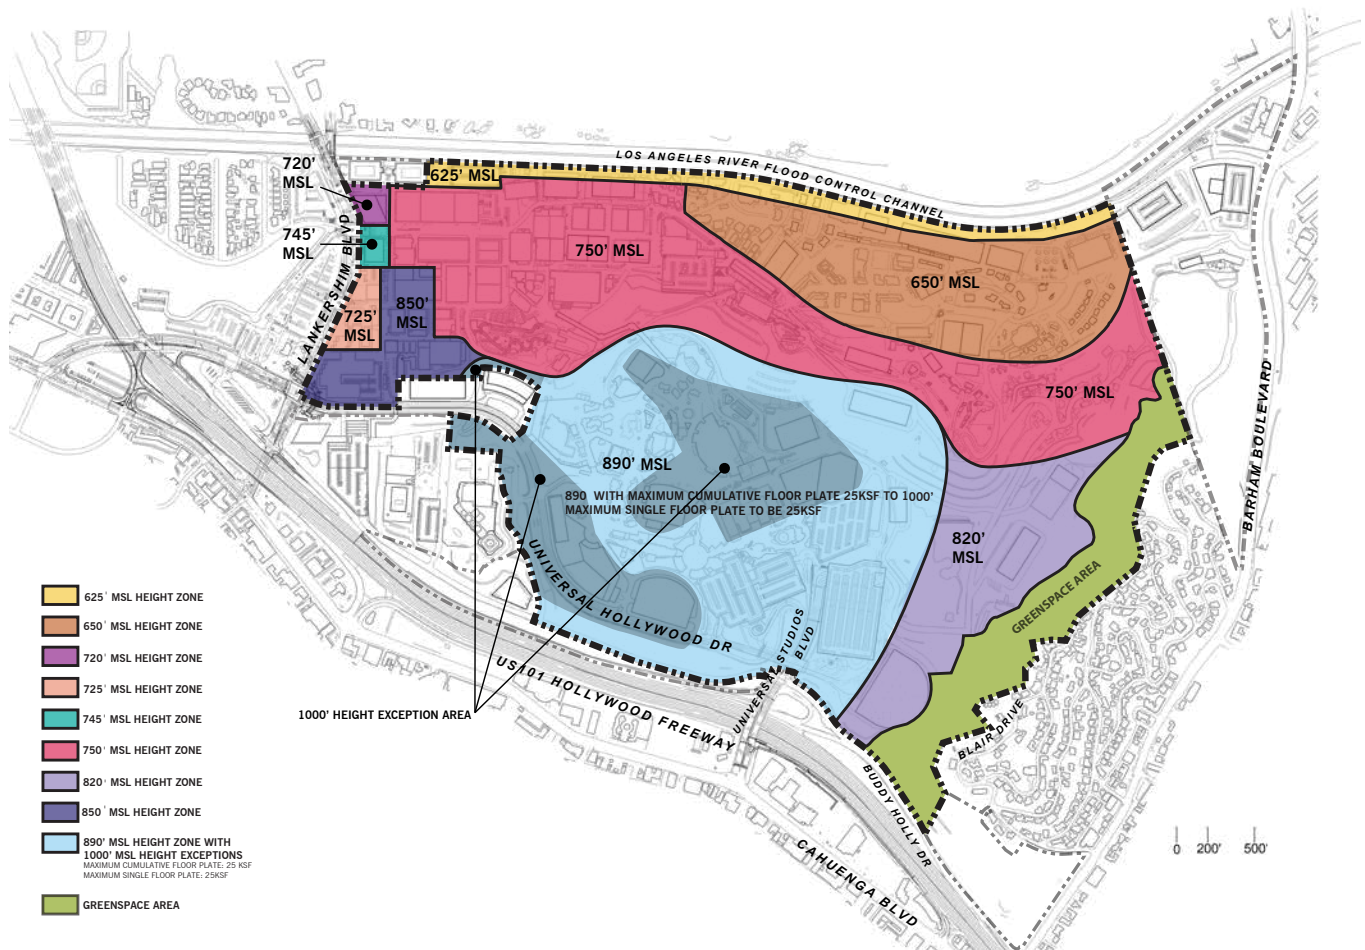 LOS ANGELES RIVER FLOOD CONTROL CHANNEL
720'
MSL
625' MSL
745'
MSL
LANKERSHIM BLVD
750' MSL
650' MSL
850'
MSL
725'
MSL
750' MSL
BARHAM BOULEVARD
890' MSL
890 WITH MAXIMUM CUMULATIVE FLOOR PLATE 25KSF TO 1000'
MAXIMUM SINGLE FLOOR PLATE TO BE 25KSF
820'
MSL
GREENSPACE AREA
UNIVERSAL HOLLYWOOD DR
UNIVERSAL STUDIOS
BLVD
US101 HOLLYWOOD FREEWAY
1000' HEIGHT EXCEPTION AREA
BLAIR DRIVE
BUDDY HOLLY DR
CAHUENGA BLVD
625' MSL HEIGHT ZONE
650' MSL HEIGHT ZONE
720' MSL HEIGHT ZONE
725' MSL HEIGHT ZONE
745' MSL HEIGHT ZONE
750' MSL HEIGHT ZONE
820' MSL HEIGHT ZONE
850' MSL HEIGHT ZONE
890' MSL HEIGHT ZONE WITH
1000' MSL HEIGHT EXCEPTIONS
MAXIMUM CUMULATIVE FLOOR PLATE: 25 KSF
MAXIMUM SINGLE FLOOR PLATE: 25KSF
GREENSPACE AREA
0 200' 500'